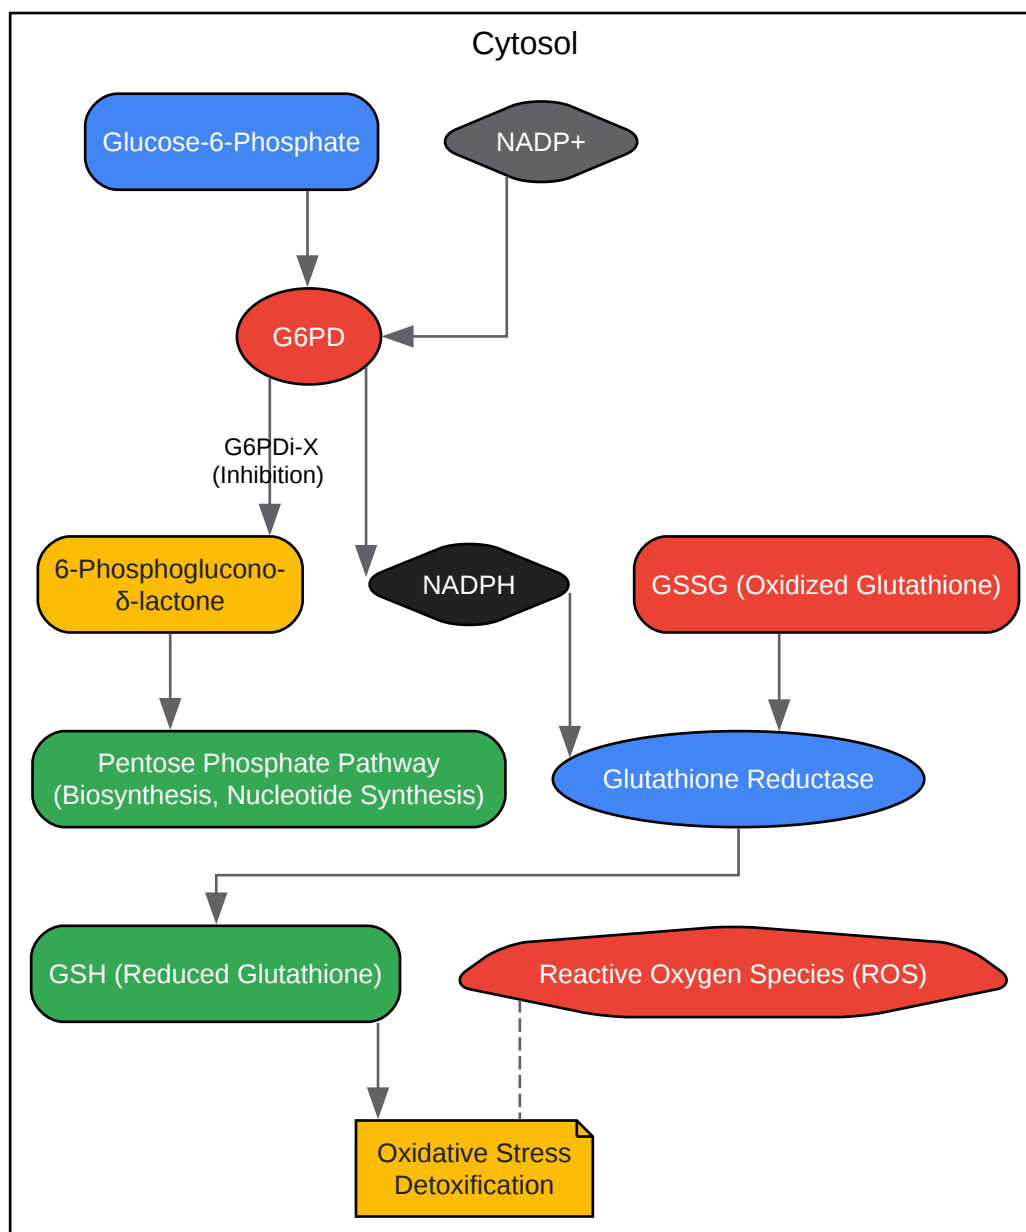 Cytosol
Glucose-6-Phosphate
NADP+
G6PD
G6PDi-X
(Inhibition)
6-Phosphoglucono-
δ-lactone
NADPH
GSSG (Oxidized Glutathione)
Pentose Phosphate Pathway
(Biosynthesis, Nucleotide Synthesis)
Glutathione Reductase
GSH (Reduced Glutathione)
Reactive Oxygen Species (ROS)
Oxidative Stress
Detoxification